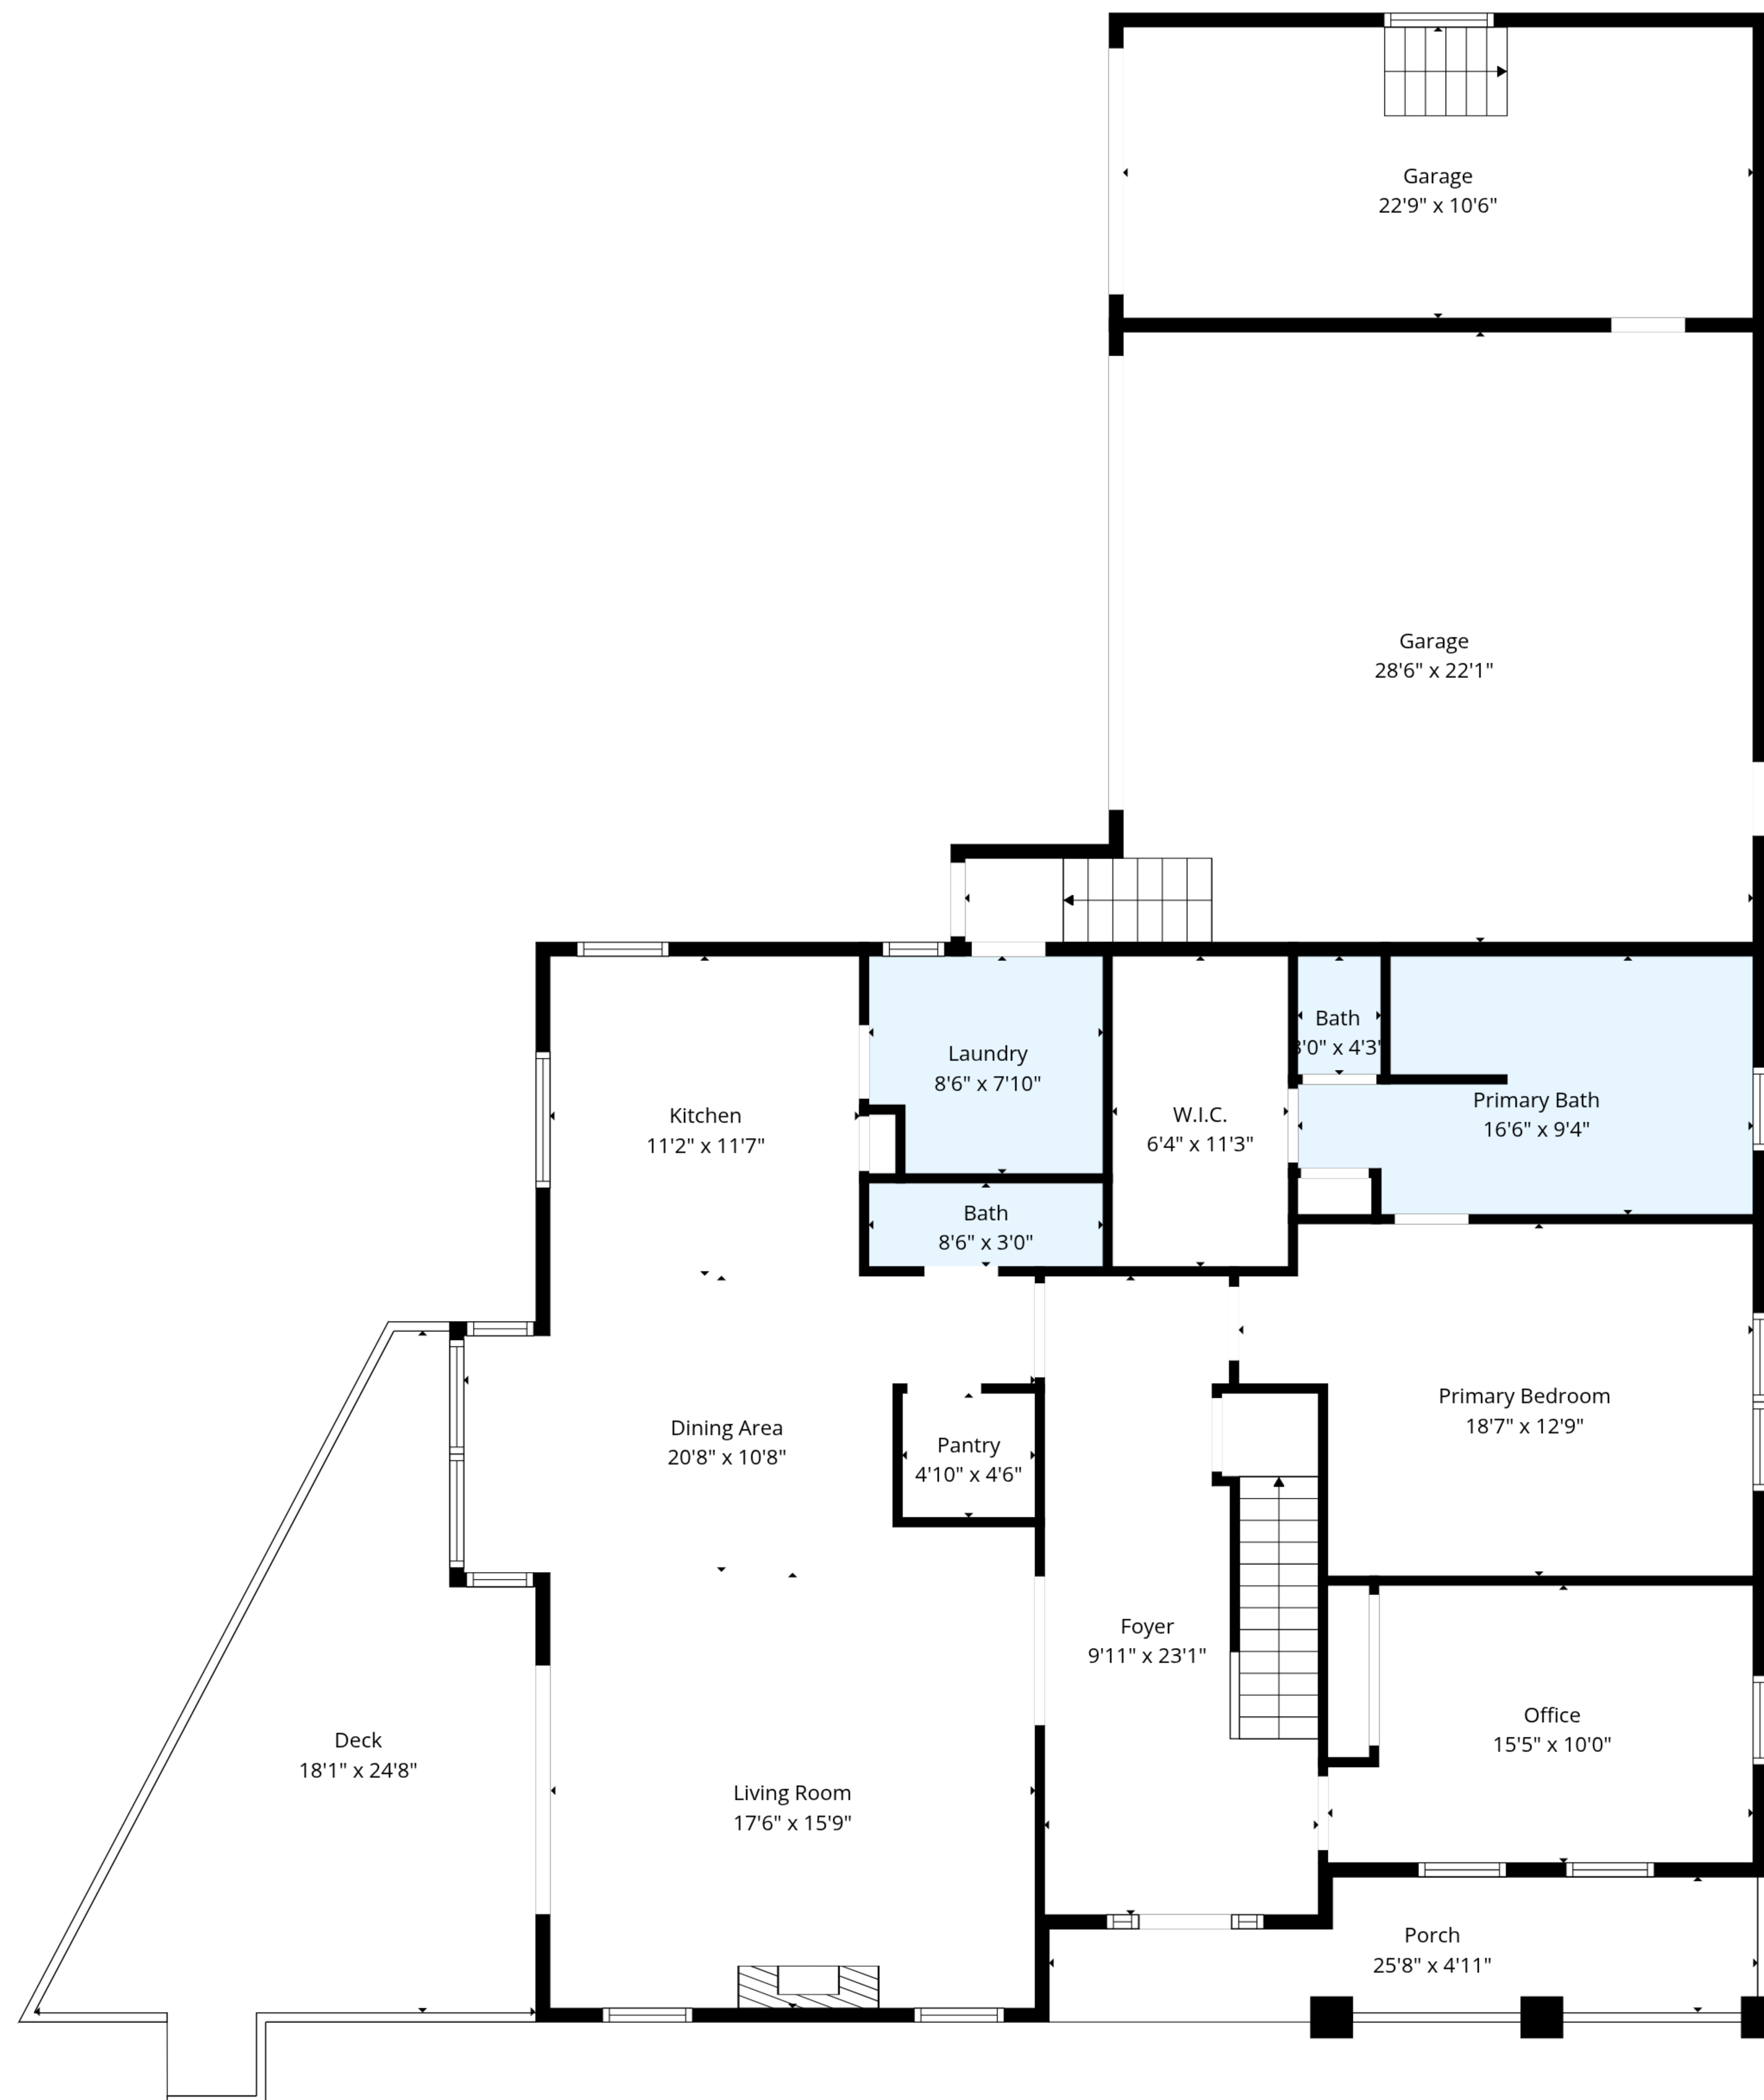 Garage
22'9" x 10'6"
Garage
28'6" x 22'1"
Bath
3'0" x 4'3"
Laundry
8'6" x 7'10"
Kitchen
11'2" x 11'7"
W.I.C.
6'4" x 11'3"
Primary Bath
16'6" x 9'4"
Bath
8'6" x 3'0"
Primary Bedroom
18'7" x 12'9"
Dining Area
20'8" x 10'8"
Pantry
4'10" x 4'6"
Foyer
9'11" x 23'1"
Office
15'5" x 10'0"
Deck
18'1" x 24'8"
Living Room
17'6" x 15'9"
Porch
25'8" x 4'11"